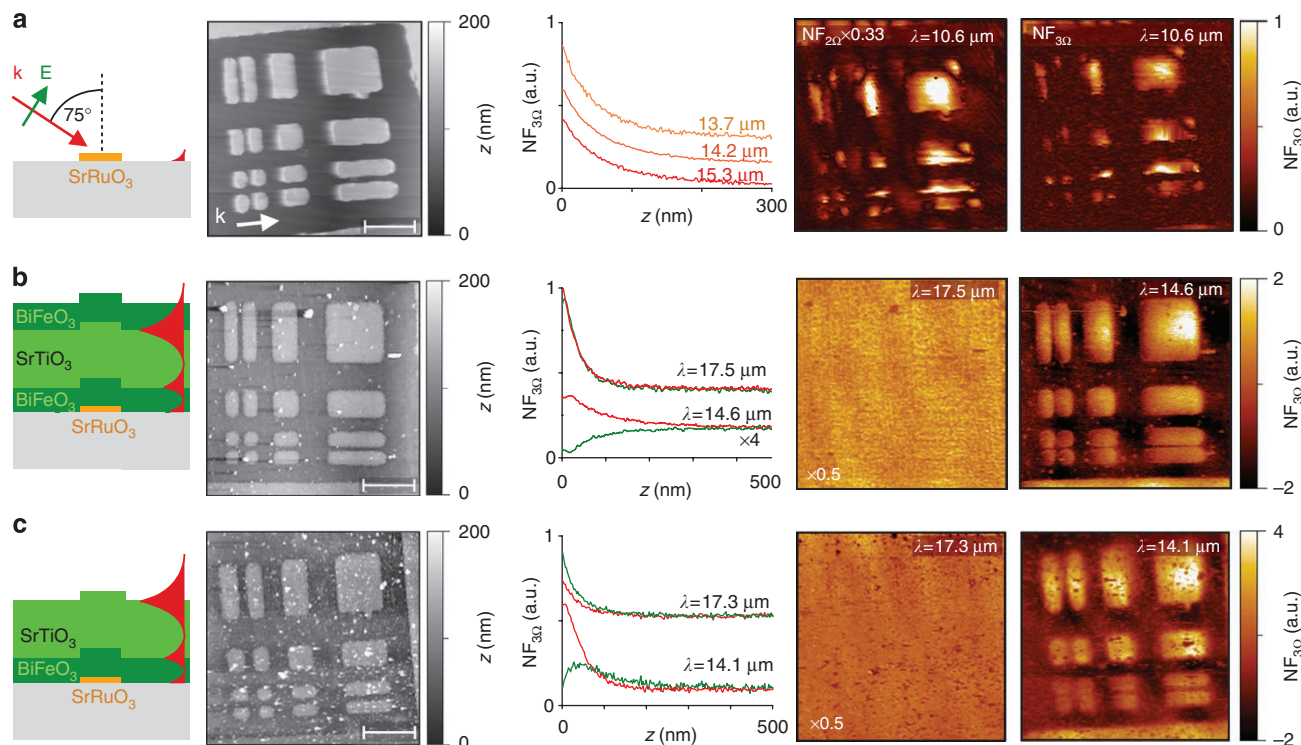 a
k
E
75°
SrRuO₃
k
200
z (nm)
0
1
NF₃Ω (a.u.)
0
13.7 µm
14.2 µm
15.3 µm
0
300
z (nm)
NF₂Ω×0.33
λ=10.6 µm
NF₃Ω
λ=10.6 µm
1
NF₃Ω (a.u.)
0
b
BiFeO₃
SrTiO₃
BiFeO₃
SrRuO₃
200
z (nm)
0
1
NF₃Ω (a.u.)
0
λ=17.5 µm
λ=14.6 µm
×4
0
500
z (nm)
λ=17.5 µm
×0.5
λ=14.6 µm
2
NF₃Ω (a.u.)
−2
c
SrTiO₃
BiFeO₃
SrRuO₃
200
z (nm)
0
1
NF₃Ω (a.u.)
0
λ=17.3 µm
λ=14.1 µm
0
500
z (nm)
λ=17.3 µm
×0.5
λ=14.1 µm
4
NF₃Ω (a.u.)
−2